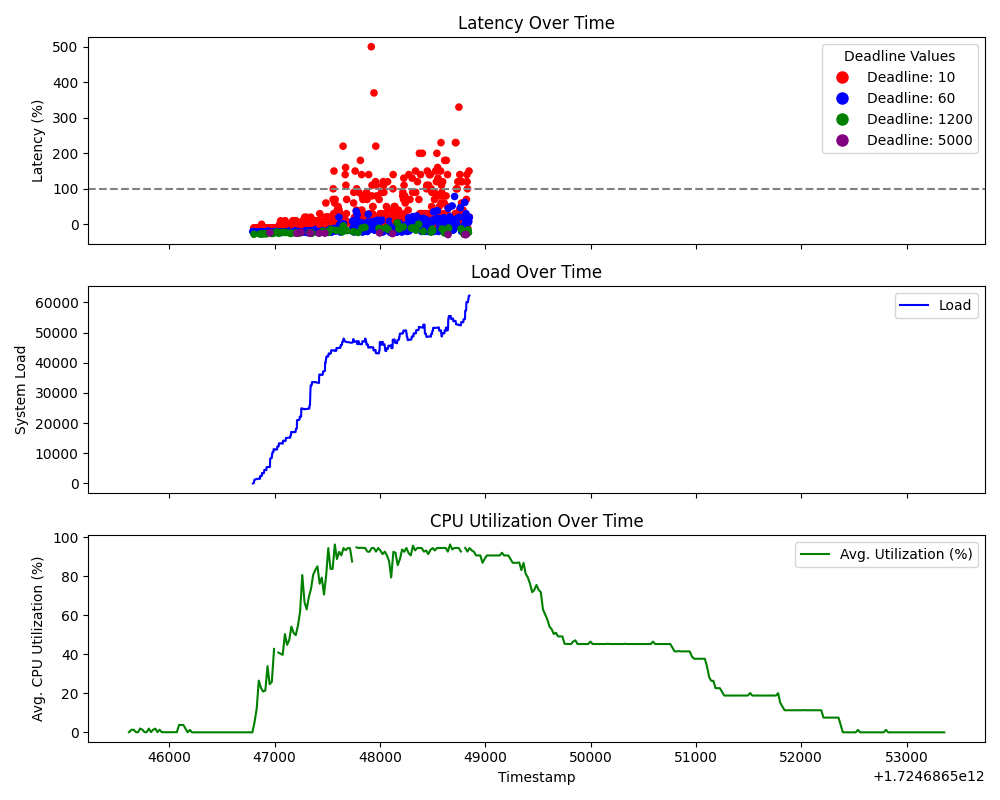 Latency Over Time
Latency (%)
500
400
300
200
100
0
Deadline Values
Deadline: 10
Deadline: 60
Deadline: 1200
Deadline: 5000
Load Over Time
System Load
60000
50000
40000
30000
20000
10000
0
Load
CPU Utilization Over Time
Avg. CPU Utilization (%)
100
80
60
40
20
0
Avg. Utilization (%)
46000 47000 48000 49000 50000 51000 52000 53000
Timestamp
+1.7246865e12